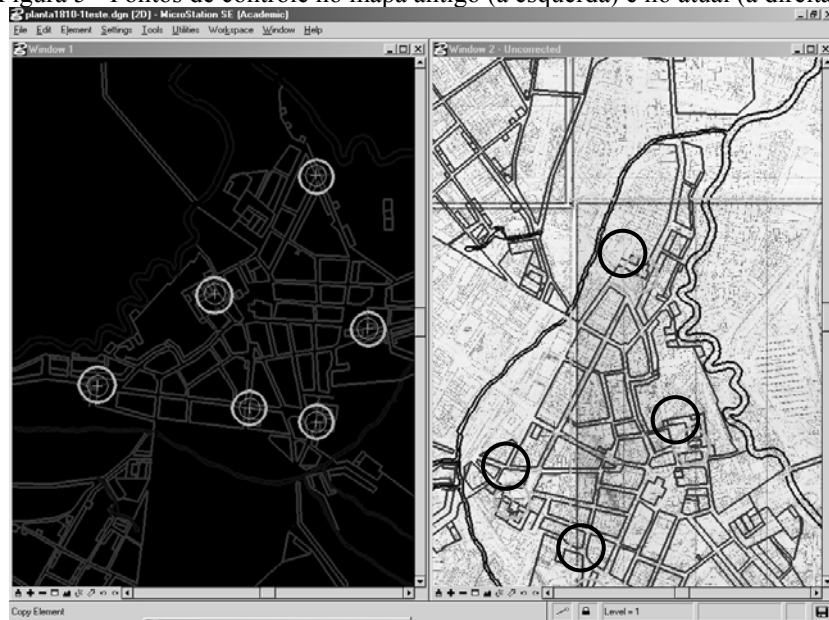 Figura 5 - Pontos de controle no mapa antigo (à esquerda) e no atual (à direita
planta1810-1teste.dgn [2D] - MicroStation SE (Academic)
File Edit Element Settings Tools Utilities Workspace Window Help
Window 1
Window 2 - Uncorrected
Copy Element
Level = 1